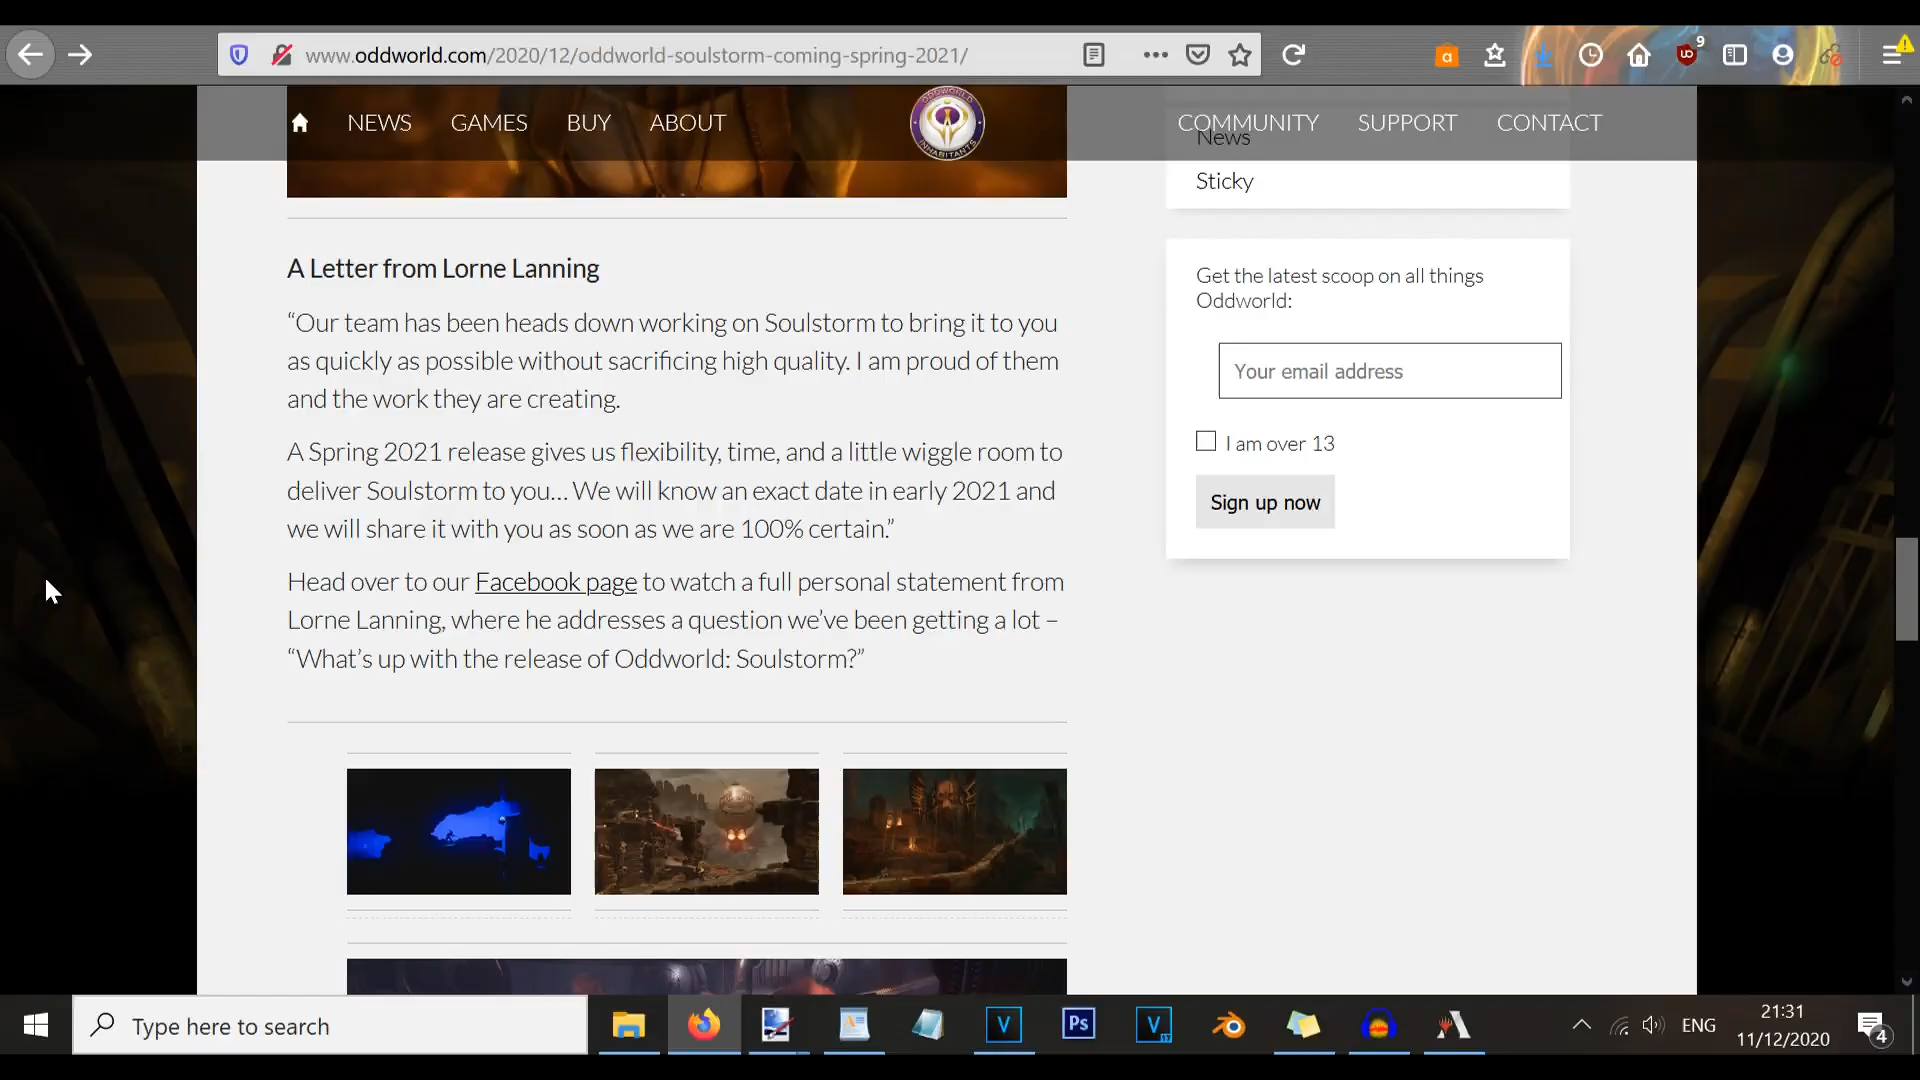 www.oddworld.com/2020/12/oddworld-soulstorm-coming-spring-2021/
a
9
NEWS
GAMES
BUY
ABOUT
ODDWORLD
INHABITANTS
COMMUNITY
SUPPORT
CONTACT
News
Sticky
A Letter from Lorne Lanning
“Our team has been heads down working on Soulstorm to bring it to you
as quickly as possible without sacrificing high quality. I am proud of them
and the work they are creating.
A Spring 2021 release gives us flexibility, time, and a little wiggle room to
deliver Soulstorm to you… We will know an exact date in early 2021 and
we will share it with you as soon as we are 100% certain.”
Head over to our Facebook page to watch a full personal statement from
Lorne Lanning, where he addresses a question we’ve been getting a lot –
“What’s up with the release of Oddworld: Soulstorm?”
Get the latest scoop on all things
Oddworld:
Your email address
I am over 13
Sign up now
Type here to search
V
Ps
V
17
ENG
21:31
11/12/2020
4